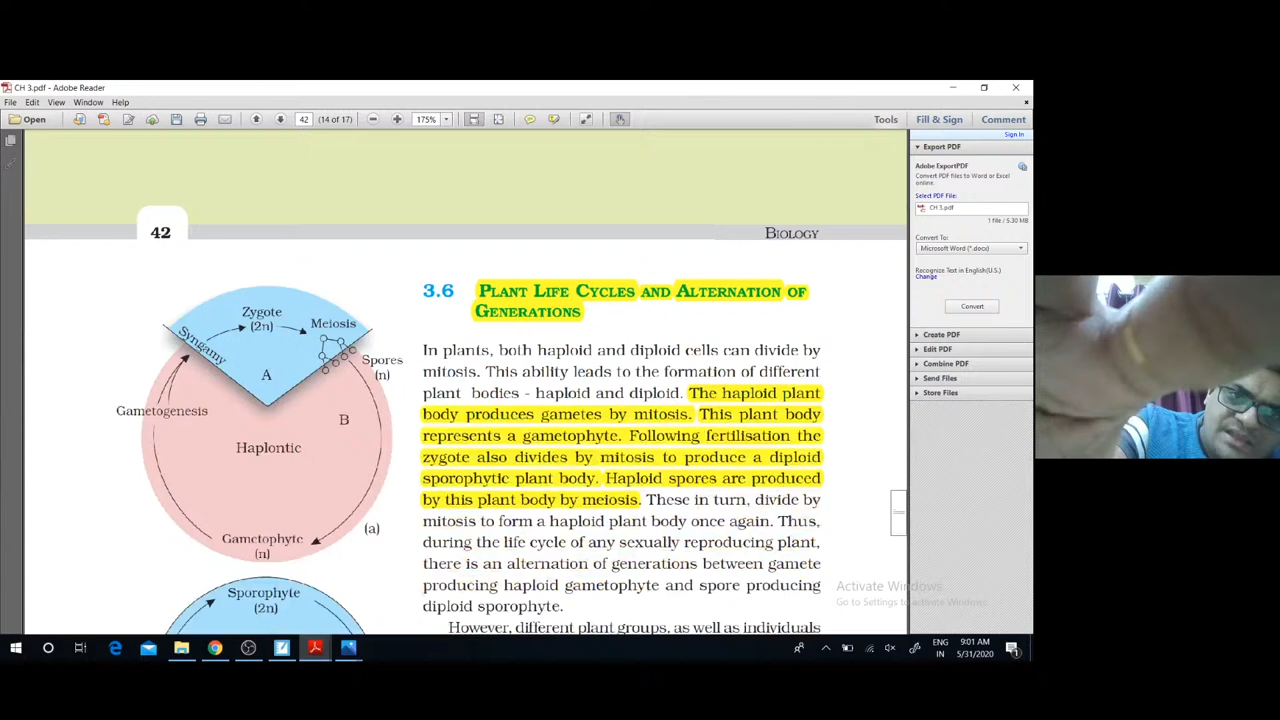 CH 3.pdf - Adobe Reader
File Edit View Window Help
Open 42 (14 of 17) 175% Tools Fill & Sign Comment
Sign In
Export PDF
Adobe ExportPDF
Convert PDF files to Word or Excel
online.
Select PDF File:
CH 3.pdf
1 file / 5.30 MB
Convert To:
Microsoft Word (*.docx)
Recognize Text in English(U.S.)
Change
Convert
Create PDF
Edit PDF
Combine PDF
Send Files
Store Files
42
BIOLOGY
Zygote
(2n)
Meiosis
Syngamy
Spores
(n)
A
Gametogenesis
B
Haplontic
Gametophyte
(n)
(a)
Sporophyte
(2n)
3.6 PLANT LIFE CYCLES AND ALTERNATION OF
GENERATIONS
In plants, both haploid and diploid cells can divide by
mitosis. This ability leads to the formation of different
plant bodies - haploid and diploid. The haploid plant
body produces gametes by mitosis. This plant body
represents a gametophyte. Following fertilisation the
zygote also divides by mitosis to produce a diploid
sporophytic plant body. Haploid spores are produced
by this plant body by meiosis. These in turn, divide by
mitosis to form a haploid plant body once again. Thus,
during the life cycle of any sexually reproducing plant,
there is an alternation of generations between gamete
producing haploid gametophyte and spore producing
diploid sporophyte.
However, different plant groups, as well as individuals
Activate Windows
Go to Settings to activate Windows.
ENG
IN
9:01 AM
5/31/2020
1